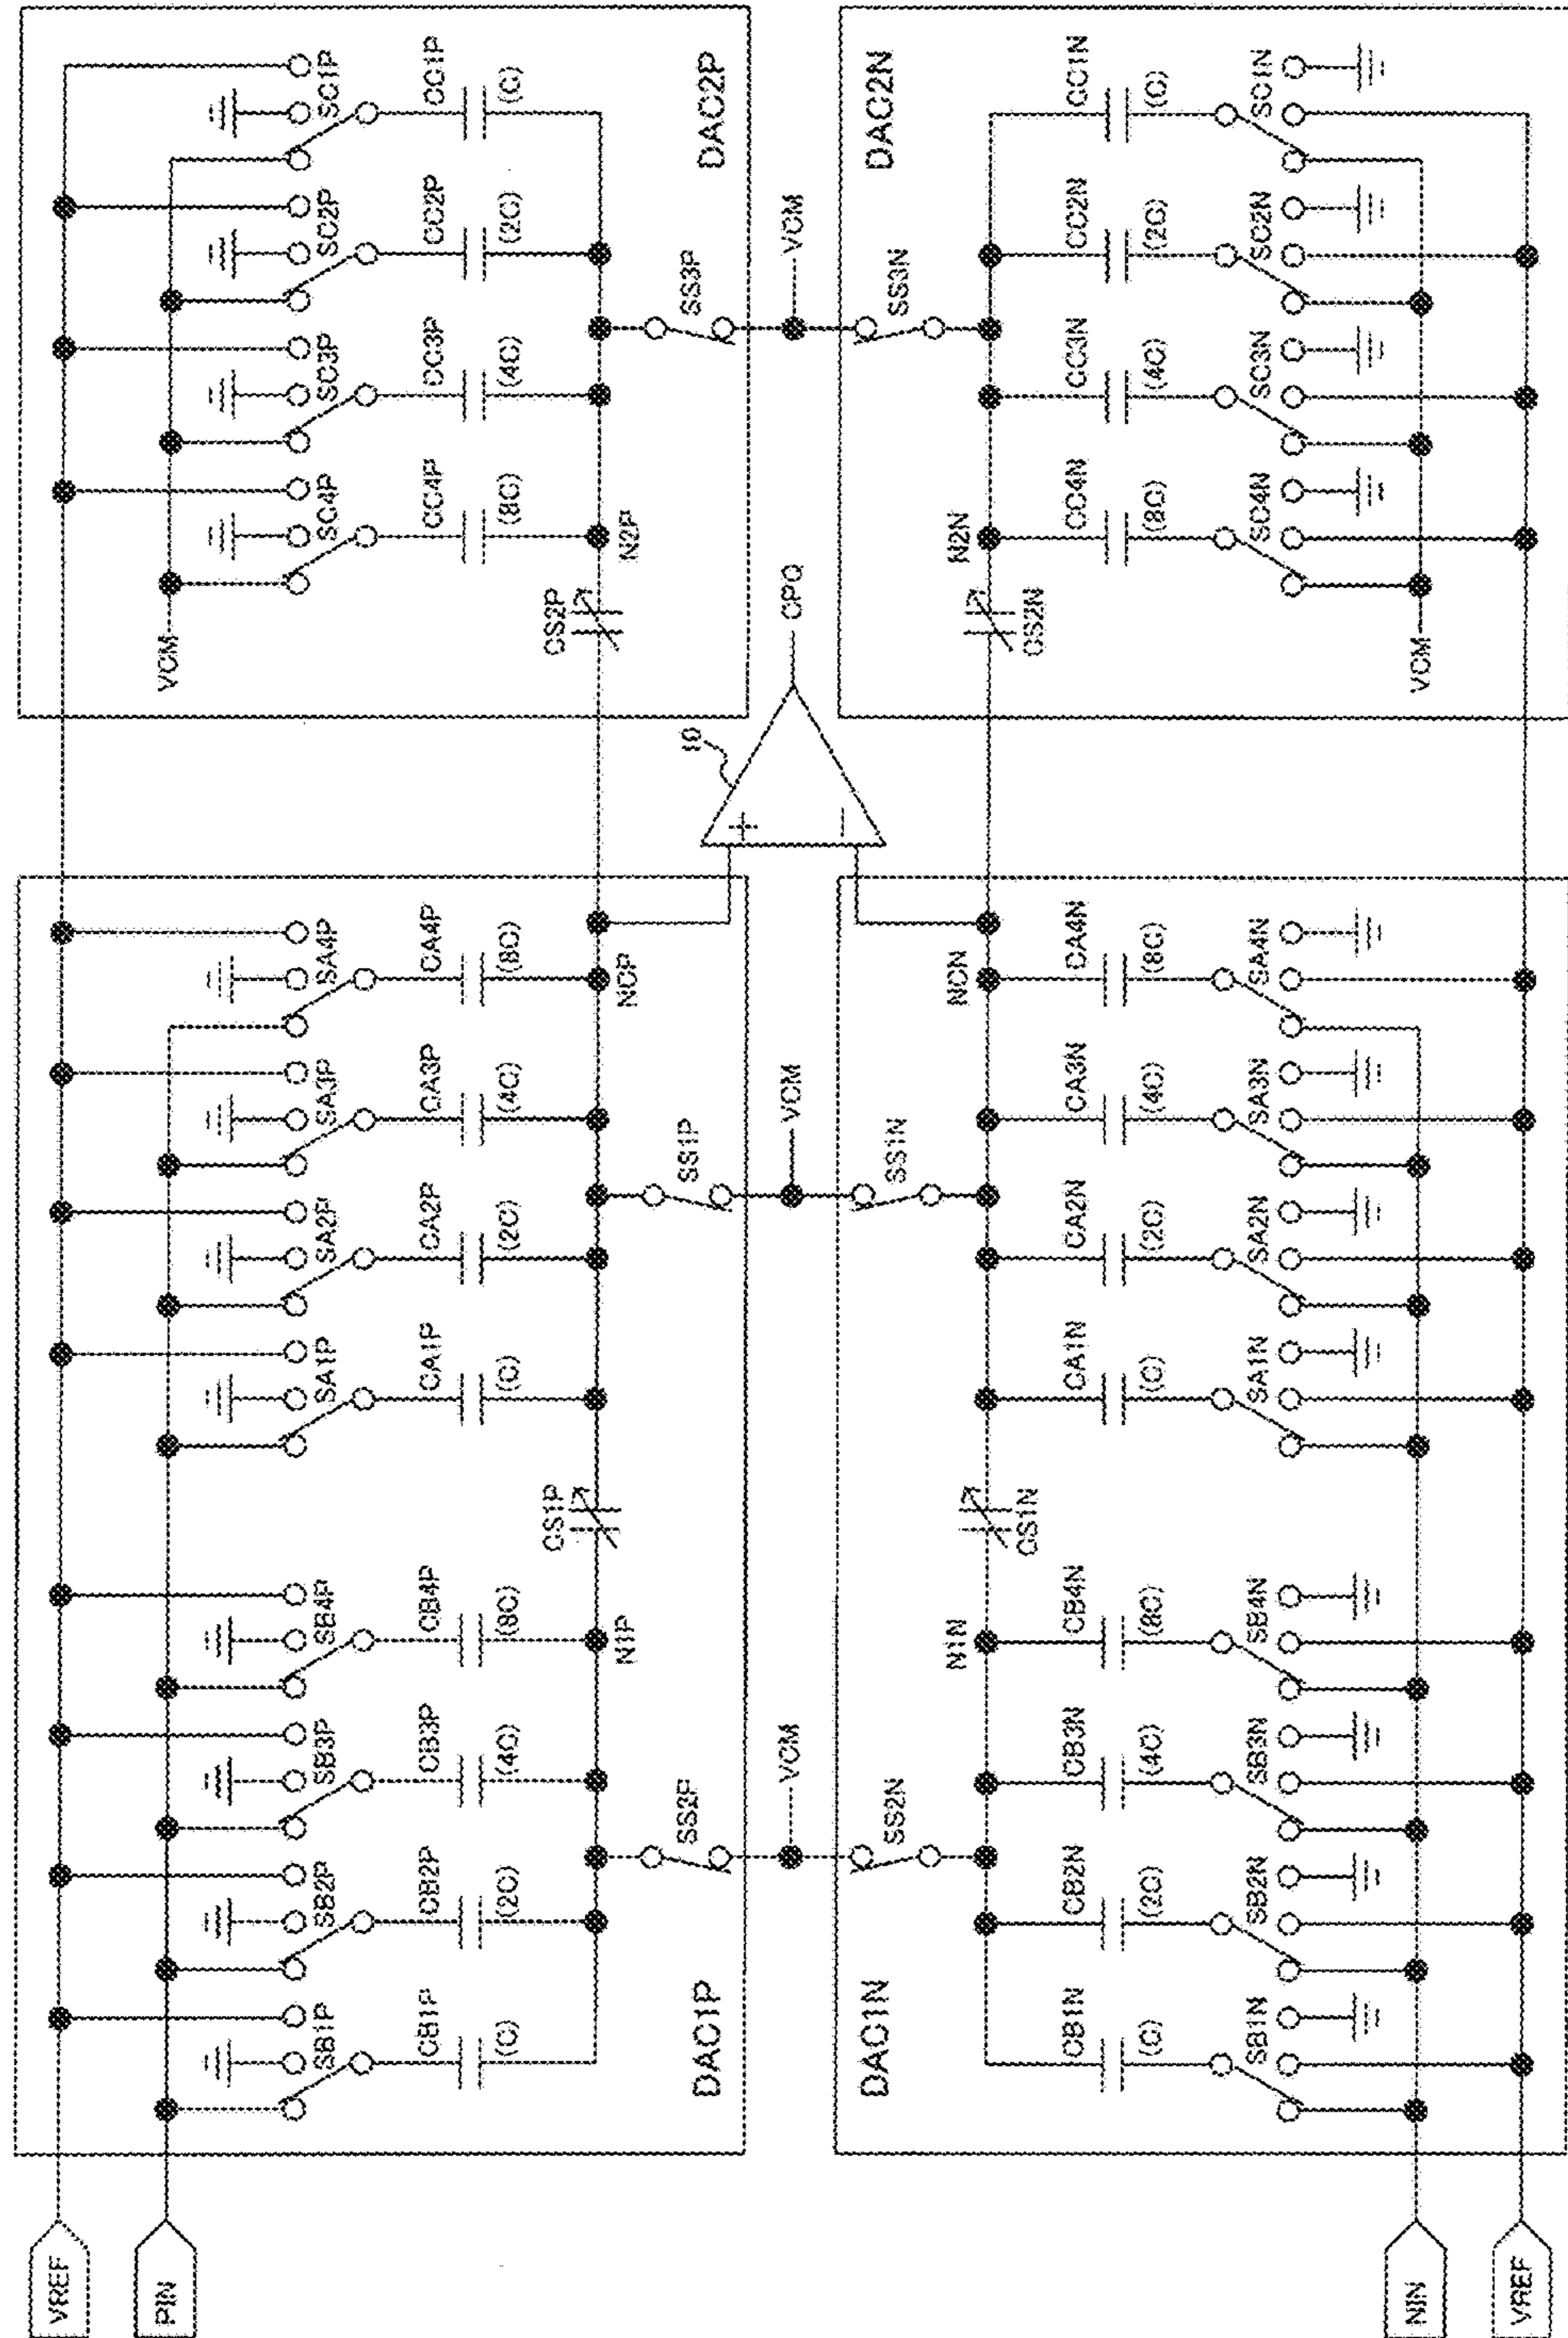 VREF
PIN VCM
SB1P SB2P SB3P SB4P SA1P SA2P SA3P SA4P SC4P SC3P SC2P SC1P
CB1P CB2P CB3P CB4P CA1P CA2P CA3P CA4P CC4P CC3P CC2P CC1P
(C) (2C) (4C) (8C) (C) (2C) (4C) (8C) (8C) (4C) (2C) (C)
CS1P CS2P
N1P NCP N2P
SS2P SS1P SS3P
DAC1P 10 DAC2P
+
VCM VCM CPO VCM
−
DAC1N DAC2N
SS2N SS1N SS3N
N1N NCN N2N
CS1N CS2N
CB1N CB2N CB3N CB4N CA1N CA2N CA3N CA4N CC4N CC3N CC2N CC1N
(C) (2C) (4C) (8C) (C) (2C) (4C) (8C) (8C) (4C) (2C) (C)
SB1N SB2N SB3N SB4N SA1N SA2N SA3N SA4N SC4N SC3N SC2N SC1N
NIN VCM
VREF